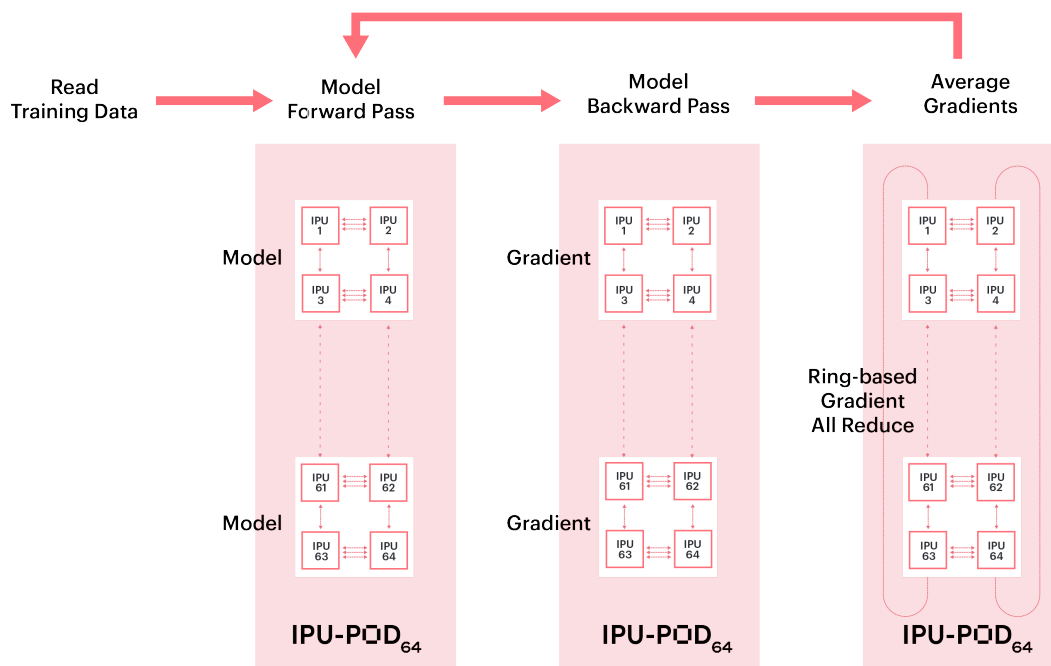 Read
Training Data
Model
Forward Pass
Model
Backward Pass
Average
Gradients
IPU
1
IPU
2
Model
IPU
3
IPU
4
IPU
61
IPU
62
Model
IPU
63
IPU
64
IPU-POD64
IPU
1
IPU
2
Gradient
IPU
3
IPU
4
IPU
61
IPU
62
Gradient
IPU
63
IPU
64
IPU-POD64
IPU
1
IPU
2
IPU
3
IPU
4
Ring-based
Gradient
All Reduce
IPU
61
IPU
62
IPU
63
IPU
64
IPU-POD64